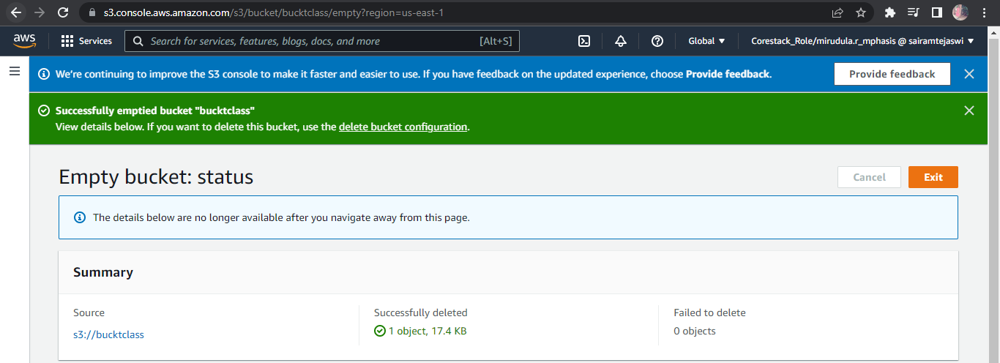 s3.console.aws.amazon.com/s3/bucket/bucktclass/empty?region=us-east-1
aws Services Search for services, features, blogs, docs, and more [Alt+S] Global Corestack_Role/mirudula.r_mphasis @ sairamtejaswi
We're continuing to improve the S3 console to make it faster and easier to use. If you have feedback on the updated experience, choose Provide feedback. Provide feedback
Successfully emptied bucket "bucktclass"
View details below. If you want to delete this bucket, use the delete bucket configuration.
Empty bucket: status Cancel Exit
The details below are no longer available after you navigate away from this page.
Summary
Source Successfully deleted Failed to delete
s3://bucktclass 1 object, 17.4 KB 0 objects